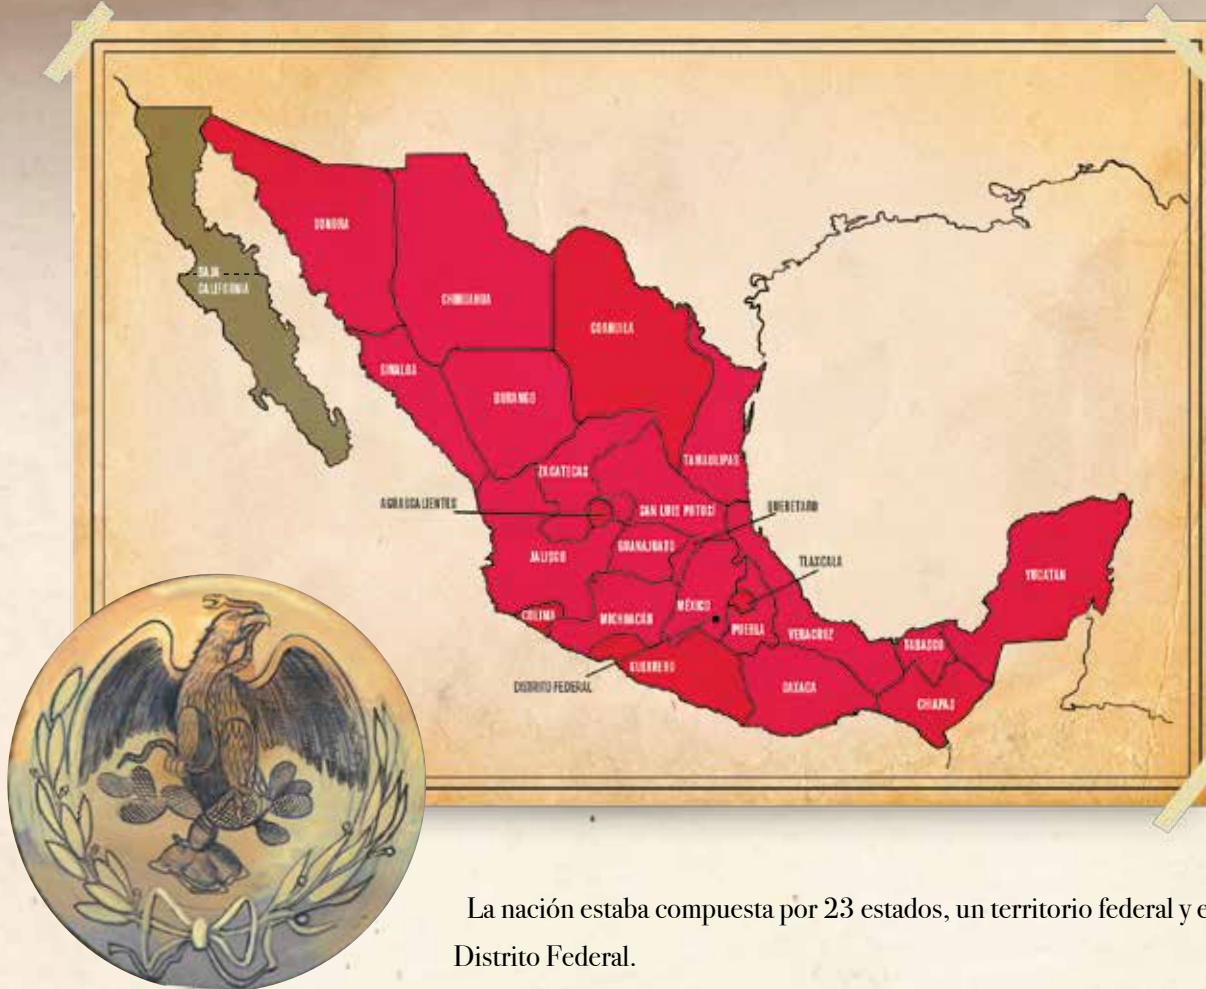 SONORA
BAJA
CALIFORNIA
CHIHUAHUA
COAHUILA
SINALOA
DURANGO
ZACATECAS
TAMAULIPAS
AGUASCALIENTES
SAN LUIS POTOSÍ
QUERETARO
JALISCO
GUANAJUATO
TLAXCALA
YUCATÁN
COLIMA
MICHOACÁN
MÉXICO
PUEBLA
VERACRUZ
TABASCO
GUERRERO
DISTRITO FEDERAL
OAXACA
CHIAPAS
La nación estaba compuesta por 23 estados, un territorio federal y e
Distrito Federal.